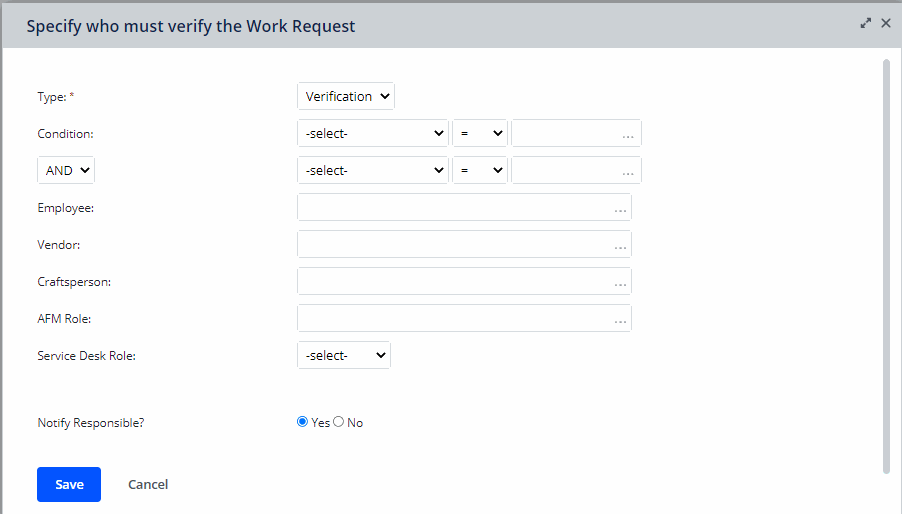 Specify who must verify the Work Request
Type: * Verification
Condition: -select- = ...
AND -select- = ...
Employee: ...
Vendor: ...
Craftsperson: ...
AFM Role: ...
Service Desk Role: -select-
Notify Responsible? Yes No
Save Cancel